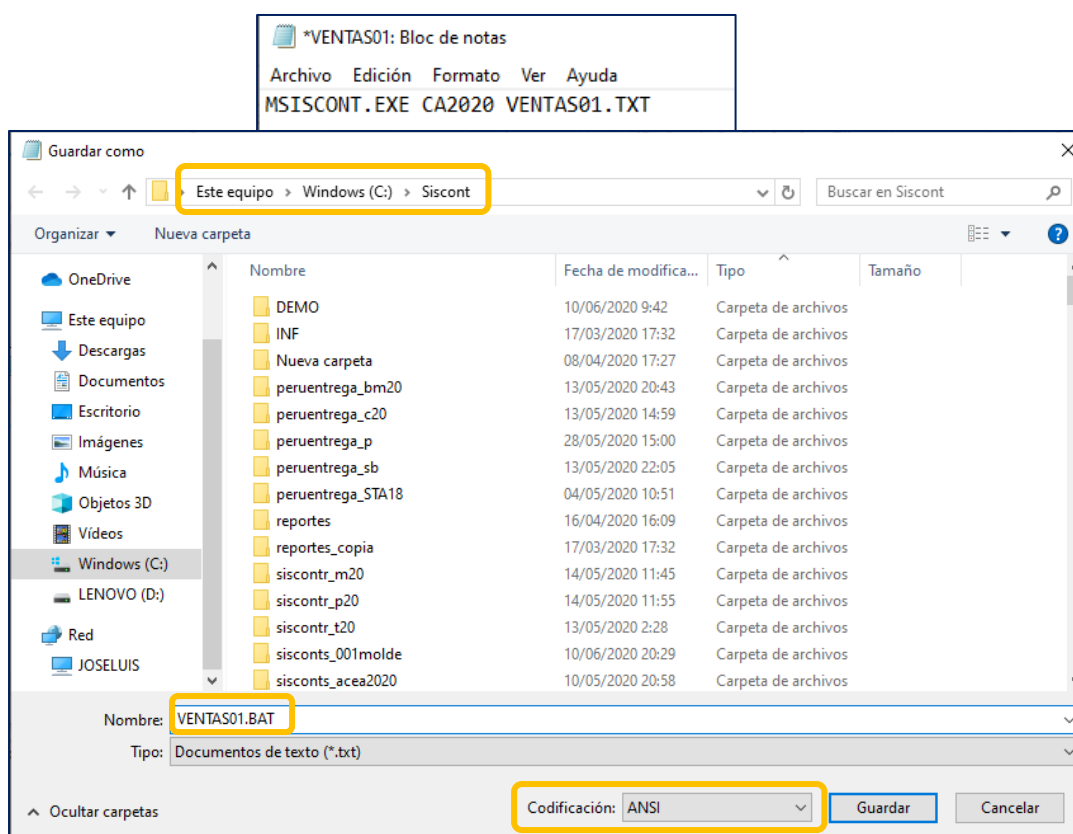 *VENTAS01: Bloc de notas
Archivo Edición Formato Ver Ayuda
MSISCONT.EXE CA2020 VENTAS01.TXT
Guardar como
Este equipo > Windows (C:) > Siscont
Buscar en Siscont
Organizar Nueva carpeta
Nombre Fecha de modifica... Tipo Tamaño
OneDrive
Este equipo
Descargas
Documentos
Escritorio
Imágenes
Música
Objetos 3D
Vídeos
Windows (C:)
LENOVO (D:)
Red
JOSELUIS
DEMO 10/06/2020 9:42 Carpeta de archivos
INF 17/03/2020 17:32 Carpeta de archivos
Nueva carpeta 08/04/2020 17:27 Carpeta de archivos
peruentrega_bm20 13/05/2020 20:43 Carpeta de archivos
peruentrega_c20 13/05/2020 14:59 Carpeta de archivos
peruentrega_p 28/05/2020 15:00 Carpeta de archivos
peruentrega_sb 13/05/2020 22:05 Carpeta de archivos
peruentrega_STA18 04/05/2020 10:51 Carpeta de archivos
reportes 16/04/2020 16:09 Carpeta de archivos
reportes_copia 17/03/2020 17:32 Carpeta de archivos
siscontr_m20 14/05/2020 11:45 Carpeta de archivos
siscontr_p20 14/05/2020 11:55 Carpeta de archivos
siscontr_t20 13/05/2020 2:28 Carpeta de archivos
sisconts_001molde 10/06/2020 20:29 Carpeta de archivos
sisconts_acea2020 10/05/2020 20:58 Carpeta de archivos
Nombre: VENTAS01.BAT
Tipo: Documentos de texto (*.txt)
Ocultar carpetas Codificación: ANSI Guardar Cancelar